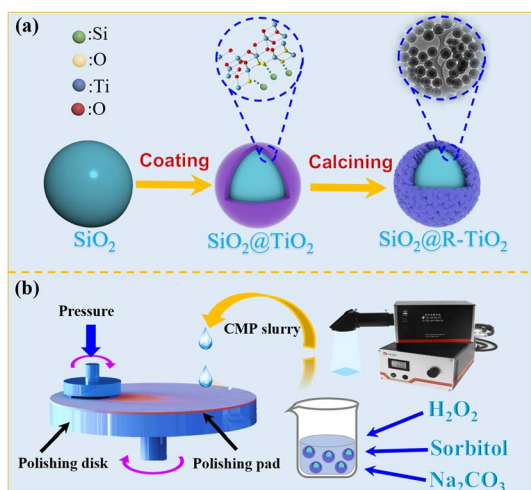 (a)
:Si
:O
:Ti
:O
Coating
Calcining
SiO₂
SiO₂@TiO₂
SiO₂@R-TiO₂
(b)
Pressure
CMP slurry
H₂O₂
Sorbitol
Na₂CO₃
Polishing disk
Polishing pad